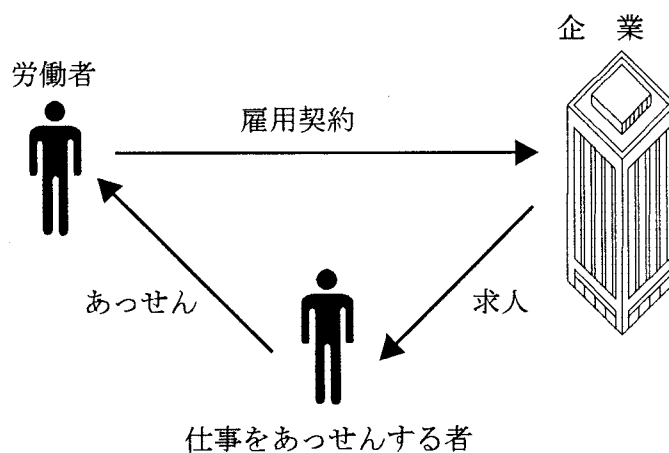 企　業
労働者
雇用契約
あっせん
求人
仕事をあっせんする者